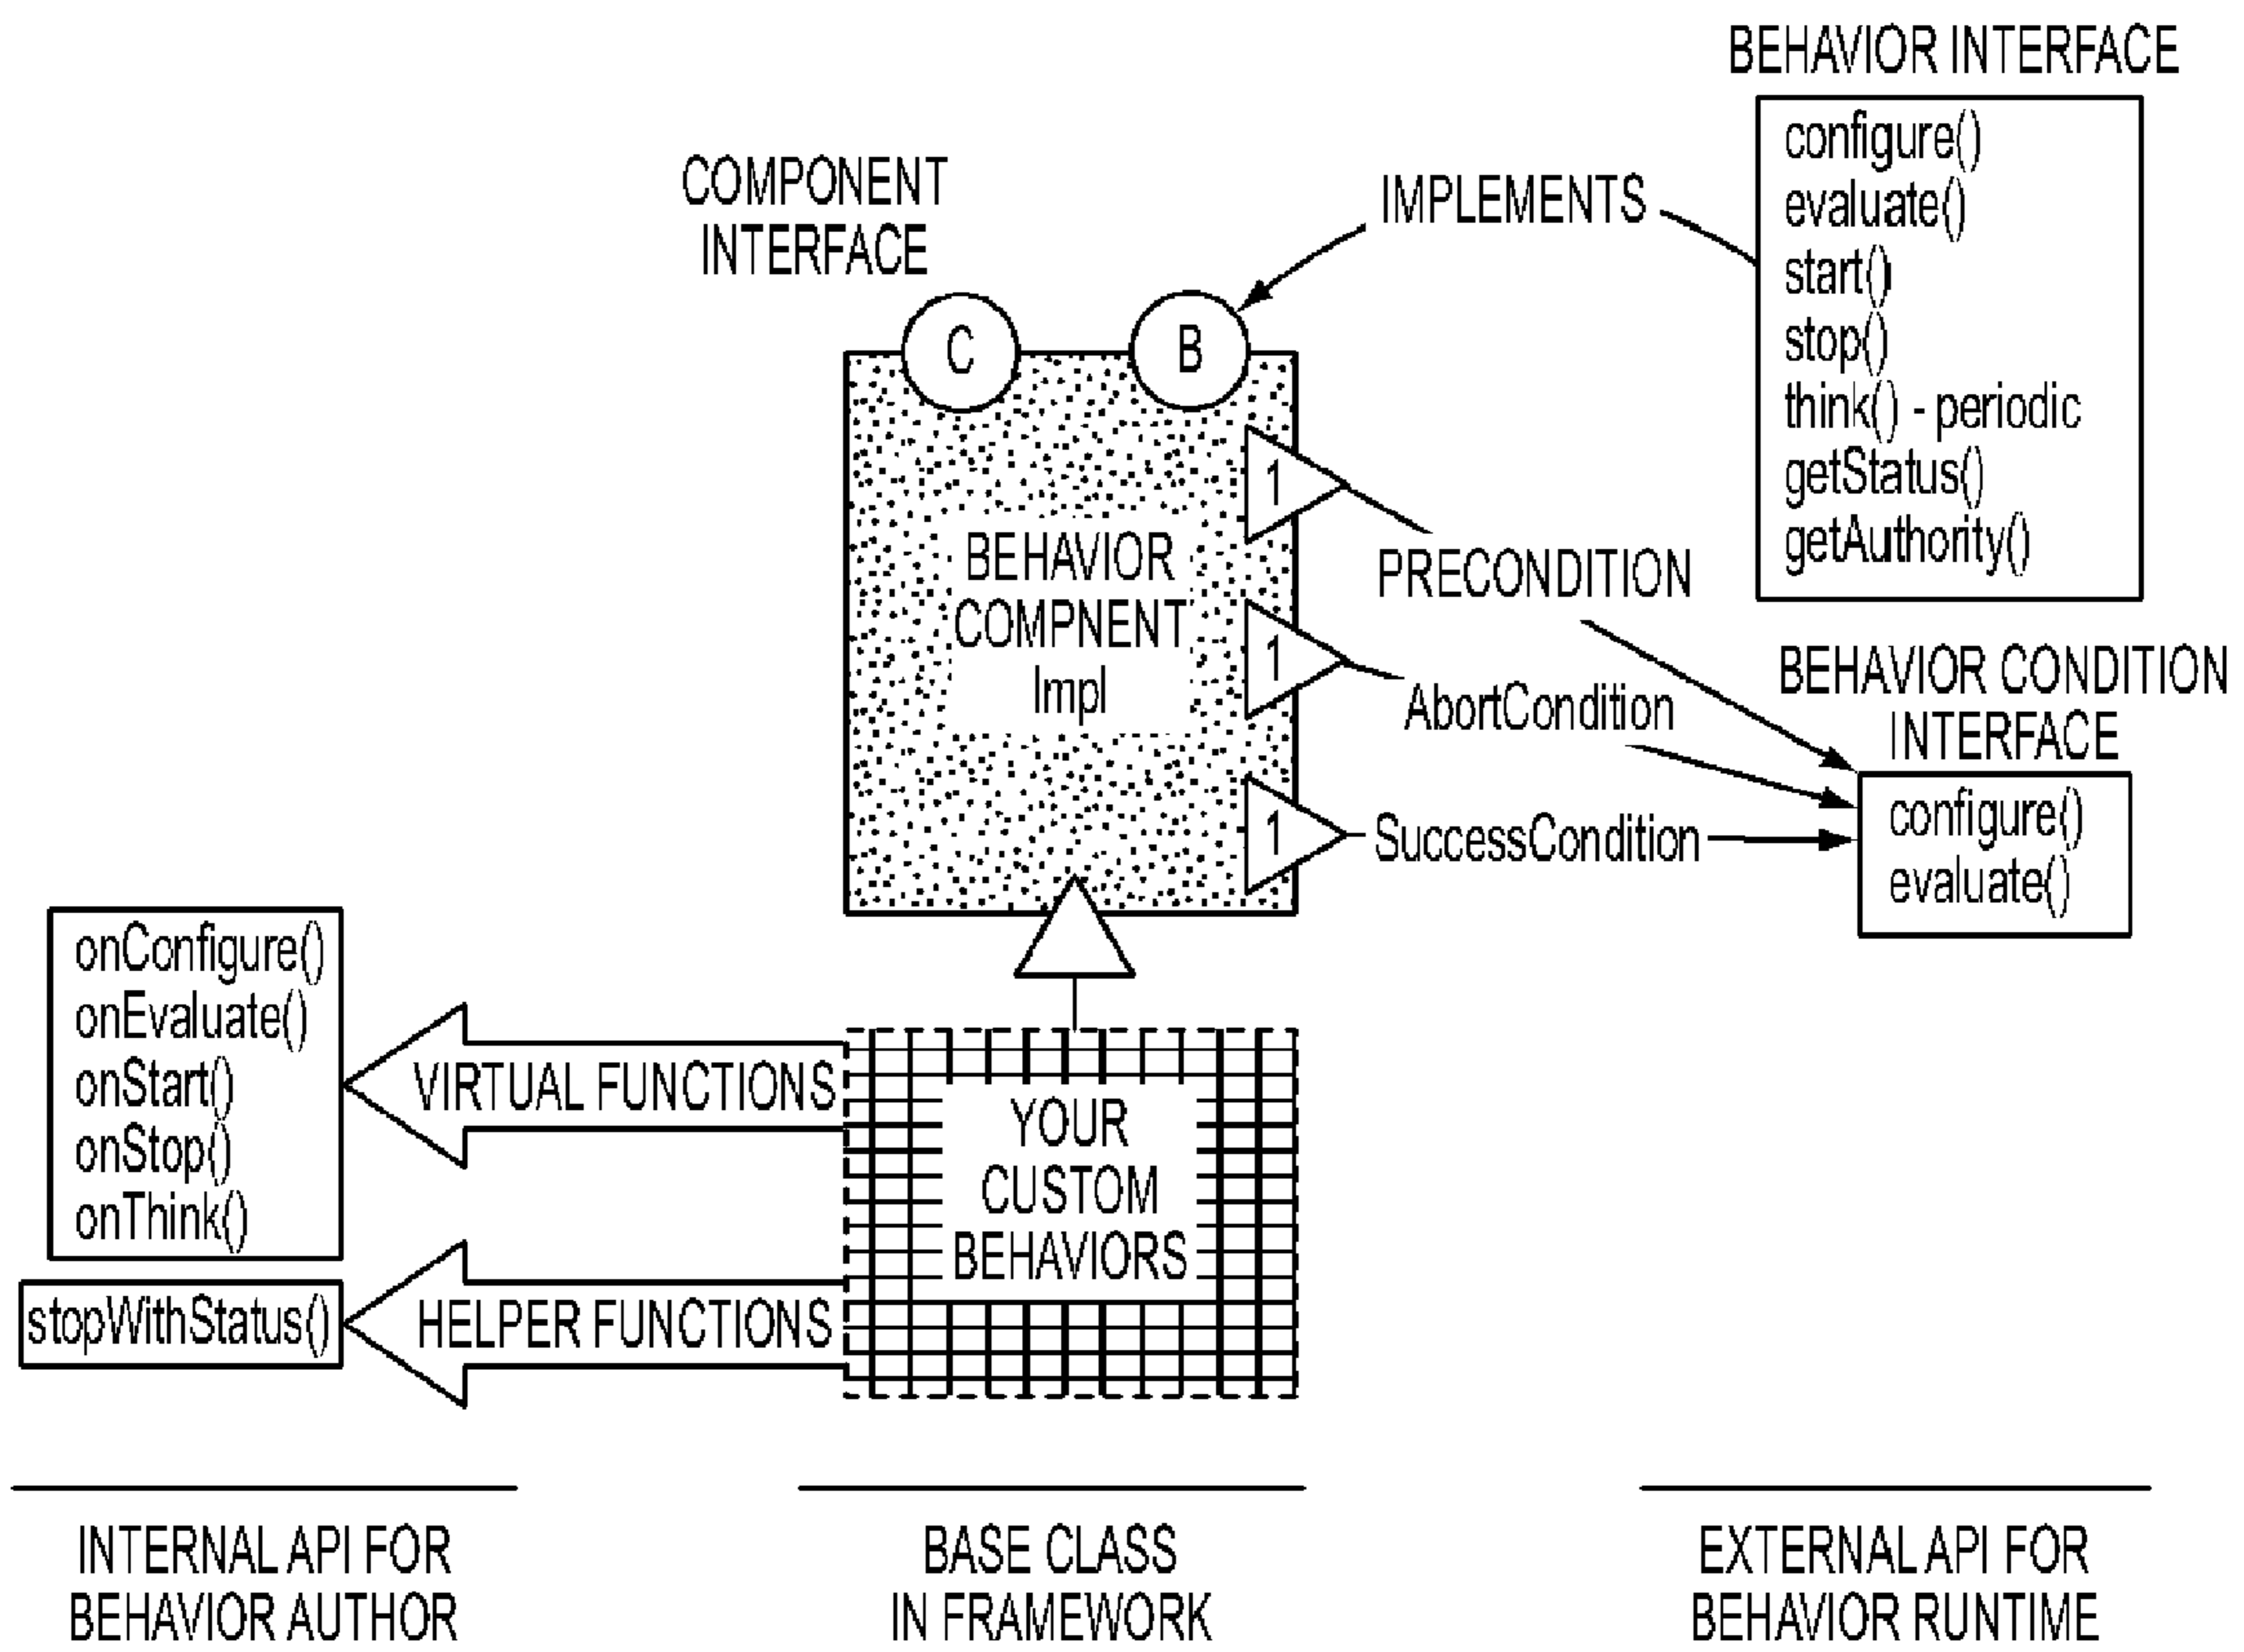 BEHAVIOR INTERFACE
configure()
evaluate()
start()
stop()
think() - periodic
getStatus()
getAuthority()
COMPONENT
INTERFACE
IMPLEMENTS
C
B
1
1
1
BEHAVIOR
COMPNENT
Impl
PRECONDITION
AbortCondition
SuccessCondition
BEHAVIOR CONDITION
INTERFACE
configure()
evaluate()
onConfigure()
onEvaluate()
onStart()
onStop()
onThink()
VIRTUAL FUNCTIONS
stopWithStatus()
HELPER FUNCTIONS
YOUR
CUSTOM
BEHAVIORS
INTERNAL API FOR
BEHAVIOR AUTHOR
BASE CLASS
IN FRAMEWORK
EXTERNAL API FOR
BEHAVIOR RUNTIME